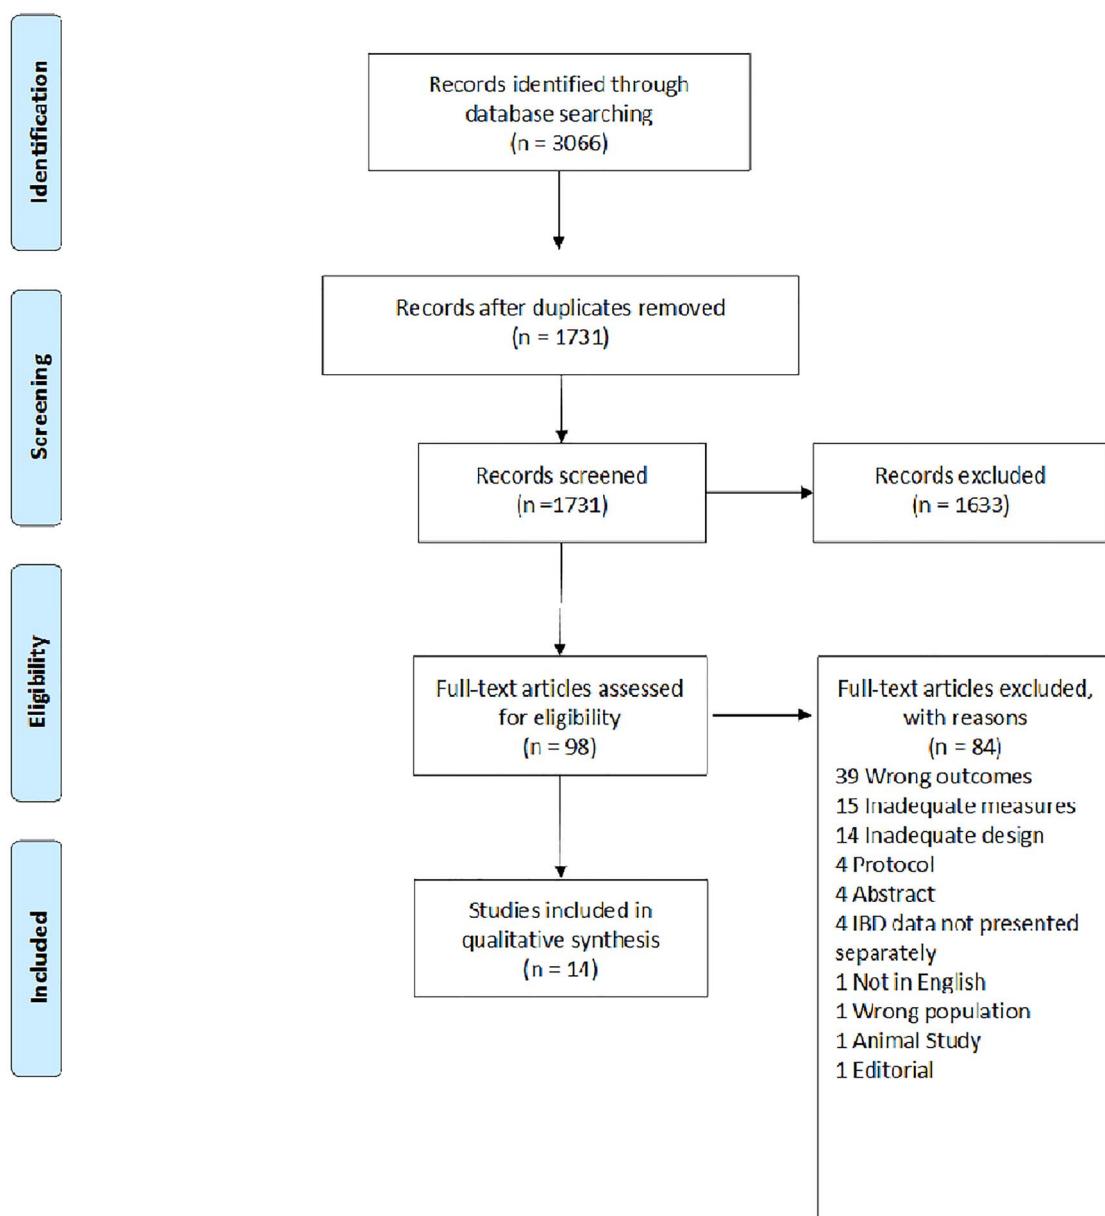 Identification
Records identified through
database searching
(n = 3066)
Records after duplicates removed
(n = 1731)
Screening
Records screened
(n =1731)
Records excluded
(n = 1633)
Eligibility
Full-text articles assessed
for eligibility
(n = 98)
Full-text articles excluded,
with reasons
(n = 84)
39 Wrong outcomes
15 Inadequate measures
14 Inadequate design
4 Protocol
4 Abstract
4 IBD data not presented
separately
1 Not in English
1 Wrong population
1 Animal Study
1 Editorial
Included
Studies included in
qualitative synthesis
(n = 14)